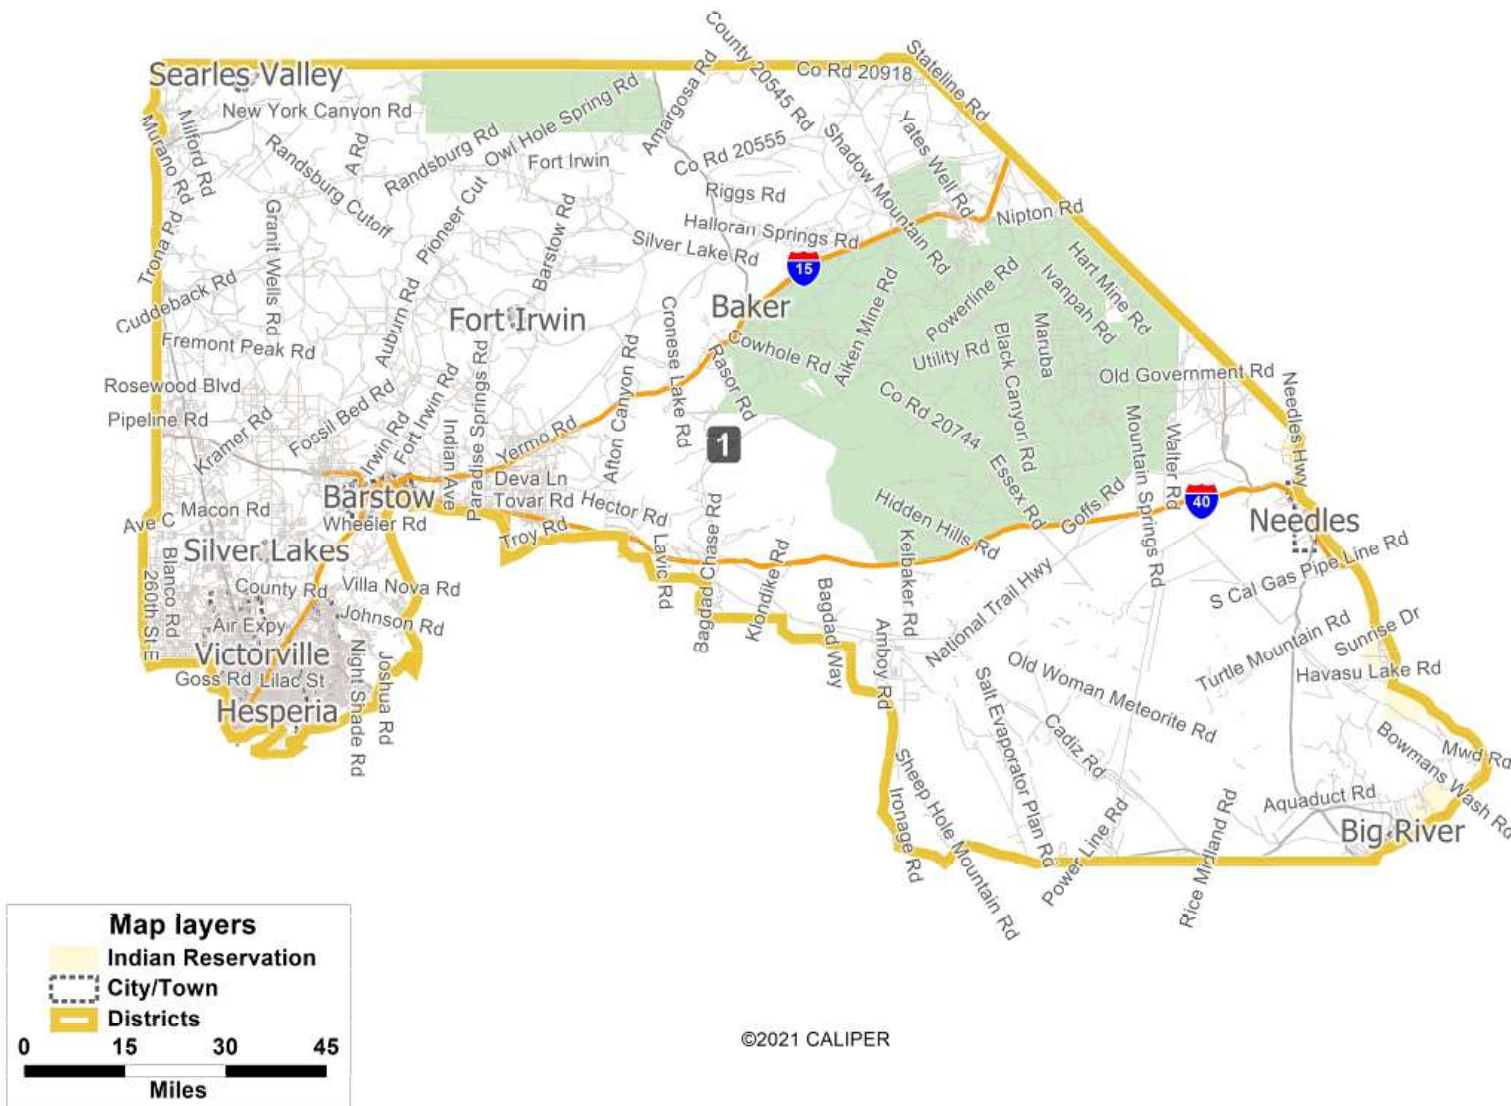 County 20545 Rd
Stateline Rd
Co Rd 20918
Searles Valley
New York Canyon Rd
Milford Rd
Murano Rd
A Rd
Randsburg Cutoff
Randsburg Rd
Owl Hole Spring Rd
Amargosa Rd
Co Rd 20555
Shadow Mountain Rd
Yates Well Rd
Fort Irwin
Riggs Rd
Pioneer Cut
Barstow Rd
Granit Wells Rd
Trona Rd
Halloran Springs Rd
Silver Lake Rd
Nipton Rd
15
Hart Mine Rd
Ivanpah Rd
Powerline Rd
Cuddeback Rd
Auburn Rd
Fort Irwin
Baker
Aiken Mine Rd
Maruba
Fremont Peak Rd
Cronese Lake Rd
Cowhole Rd
Rasor Rd
Utility Rd
Black Canyon Rd
Old Government Rd
Rosewood Blvd
Pipeline Rd
Kramer Rd
Fossil Bed Rd
Irwin Rd
Fort Irwin Rd
Indian Ave
Paradise Springs Rd
Yermo Rd
Afton Canyon Rd
1
Co Rd 20744
Needles Hwy
Mountain Springs Rd
Walter Rd
Essex Rd
Goffs Rd
40
Deva Ln
Tovar Rd
Hector Rd
Barstow
Macon Rd
Ave C
Wheeler Rd
Troy Rd
Hidden Hills Rd
Needles
Silver Lakes
Blanco Rd
260th St E
County Rd
Villa Nova Rd
Lavic Rd
Bagdad Chase Rd
Klondike Rd
Bagdad Way
Kelbaker Rd
National Trail Hwy
S Cal Gas Pipe Line Rd
Johnson Rd
Air Expy
Victorville
Goss Rd
Lilac St
Night Shade Rd
Joshua Rd
Hesperia
Amboy Rd
Salt Evaporator Plan Rd
Old Woman Meteorite Rd
Turtle Mountain Rd
Sunrise Dr
Havasu Lake Rd
Cadiz Rd
Bowmans Wash Rd
Mwd Rd
Sheep Hole Mountain Rd
Ironage Rd
Power Line Rd
Rice Midland Rd
Aquaduct Rd
Big River
Map layers
Indian Reservation
City/Town
Districts
0 15 30 45
Miles
©2021 CALIPER